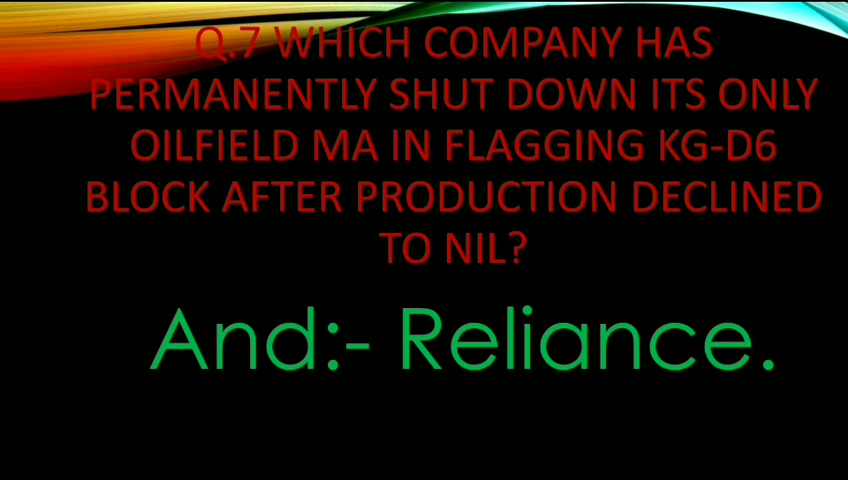 Q.7 WHICH COMPANY HAS
PERMANENTLY SHUT DOWN ITS ONLY
OILFIELD MA IN FLAGGING KG-D6
BLOCK AFTER PRODUCTION DECLINED
TO NIL?
And:- Reliance.